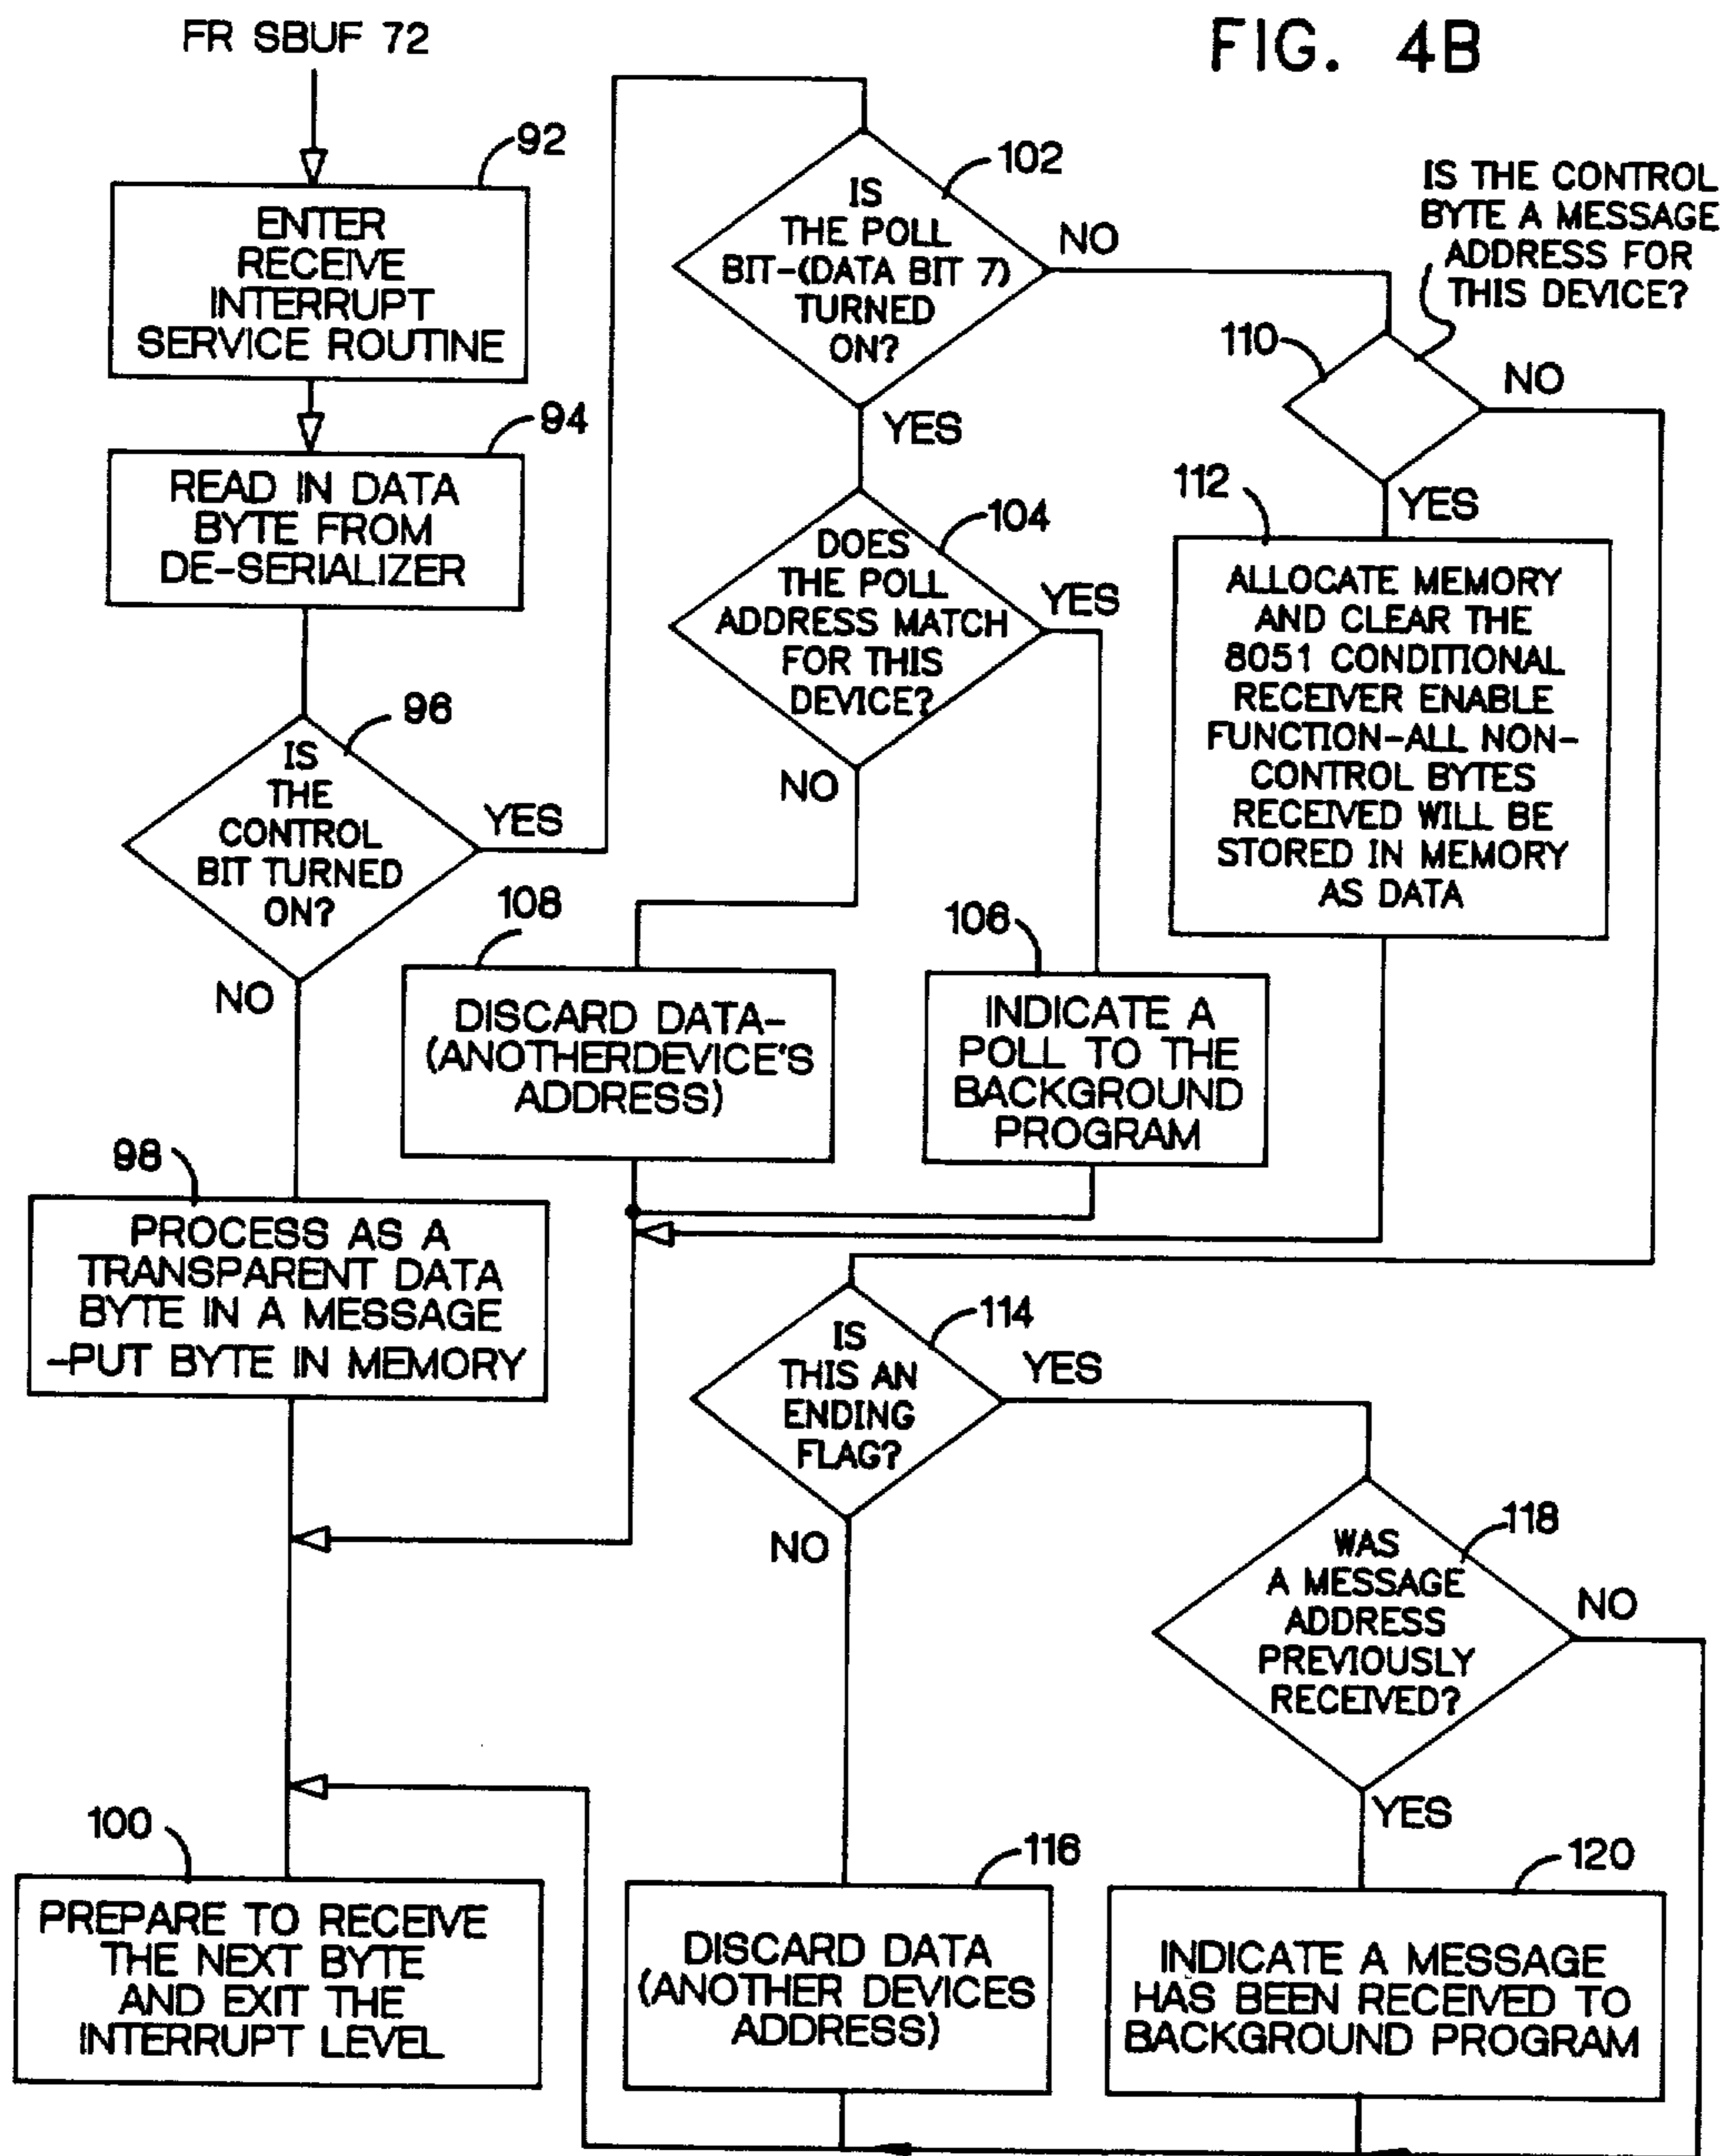 FR SBUF 72
FIG. 4B
92
ENTER
RECEIVE
INTERRUPT
SERVICE ROUTINE
94
READ IN DATA
BYTE FROM
DE-SERIALIZER
96
IS
THE
CONTROL
BIT TURNED
ON?
YES
NO
98
PROCESS AS A
TRANSPARENT DATA
BYTE IN A MESSAGE
-PUT BYTE IN MEMORY
100
PREPARE TO RECEIVE
THE NEXT BYTE
AND EXIT THE
INTERRUPT LEVEL
102
IS
THE POLL
BIT-(DATA BIT 7)
TURNED
ON?
NO
YES
104
DOES
THE POLL
ADDRESS MATCH
FOR THIS
DEVICE?
YES
NO
108
DISCARD DATA-
(ANOTHERDEVICE'S
ADDRESS)
106
INDICATE A
POLL TO THE
BACKGROUND
PROGRAM
IS THE CONTROL
BYTE A MESSAGE
ADDRESS FOR
THIS DEVICE?
110
NO
YES
112
ALLOCATE MEMORY
AND CLEAR THE
8051 CONDITIONAL
RECEIVER ENABLE
FUNCTION-ALL NON-
CONTROL BYTES
RECEIVED WILL BE
STORED IN MEMORY
AS DATA
114
IS
THIS AN
ENDING
FLAG?
YES
NO
116
DISCARD DATA
(ANOTHER DEVICES
ADDRESS)
118
WAS
A MESSAGE
ADDRESS
PREVIOUSLY
RECEIVED?
NO
YES
120
INDICATE A MESSAGE
HAS BEEN RECEIVED TO
BACKGROUND PROGRAM